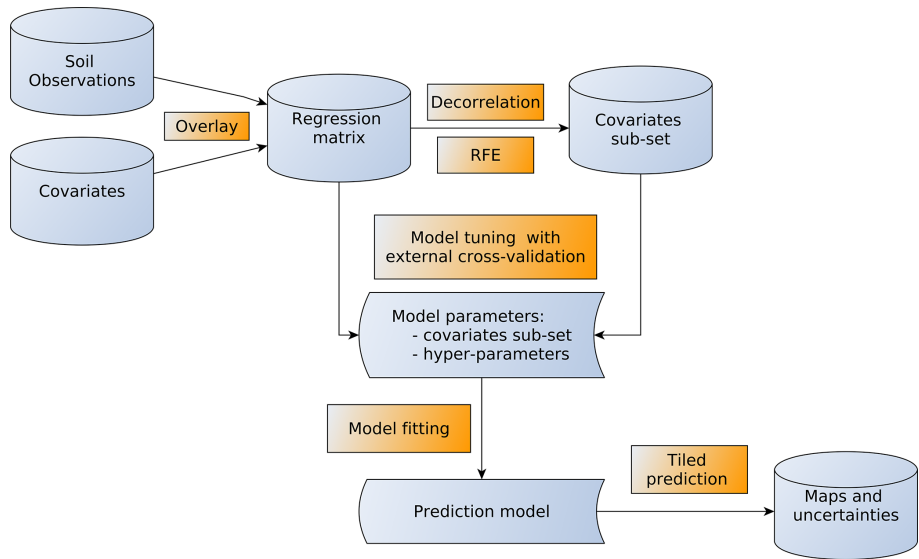 Soil
Observations
Overlay
Covariates
Regression
matrix
Decorrelation
RFE
Covariates
sub-set
Model tuning  with
external cross-validation
Model parameters:
- covariates sub-set
- hyper-parameters
Model fitting
Prediction model
Tiled
prediction
Maps and
uncertainties